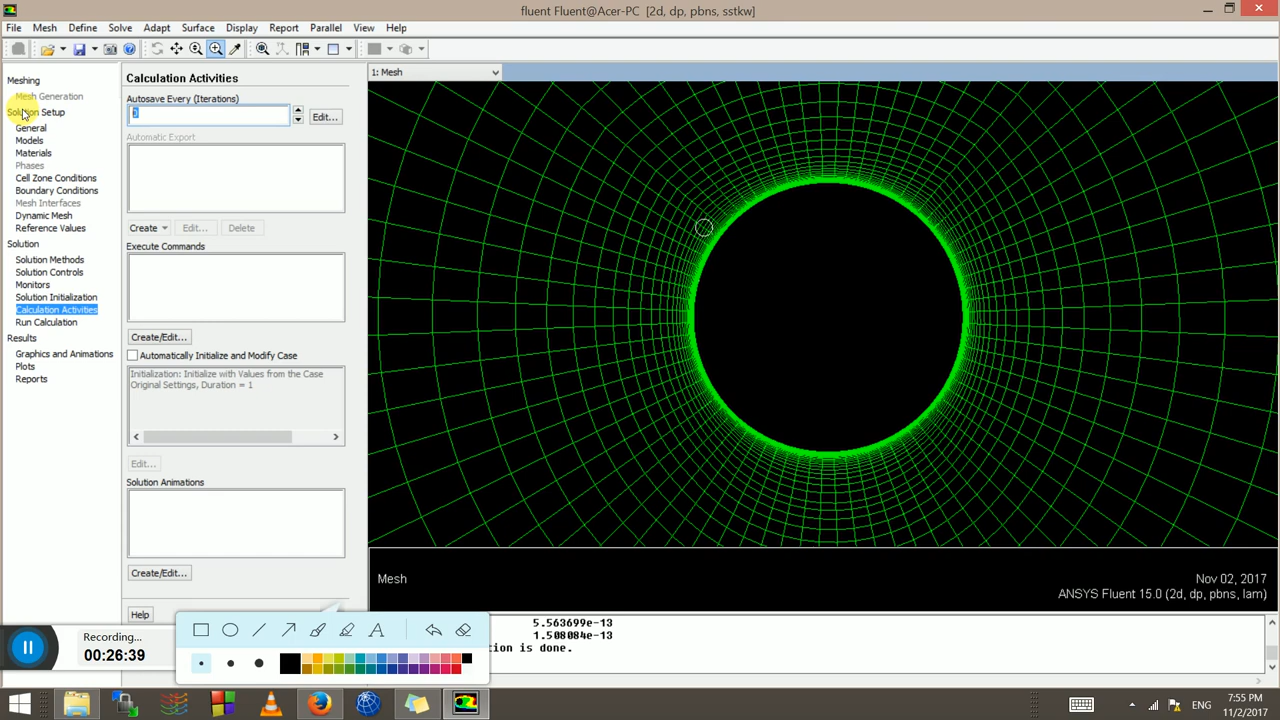 fluent Fluent@Acer-PC [2d, dp, pbns, sstkw]
File Mesh Define Solve Adapt Surface Display Report Parallel View Help
Meshing
Mesh Generation
Solution Setup
General
Models
Materials
Phases
Cell Zone Conditions
Boundary Conditions
Mesh Interfaces
Dynamic Mesh
Reference Values
Solution
Solution Methods
Solution Controls
Monitors
Solution Initialization
Calculation Activities
Run Calculation
Results
Graphics and Animations
Plots
Reports
Calculation Activities
Autosave Every (Iterations)
0
Edit...
Automatic Export
Create
Edit...
Delete
Execute Commands
Create/Edit...
Automatically Initialize and Modify Case
Initialization: Initialize with Values from the Case
Original Settings, Duration = 1
Edit...
Solution Animations
Create/Edit...
Help
1: Mesh
Mesh
Nov 02, 2017
ANSYS Fluent 15.0 (2d, dp, pbns, lam)
5.563699e-13
1.508084e-13
tion is done.
Recording...
00:26:39
A
ENG
7:55 PM
11/2/2017